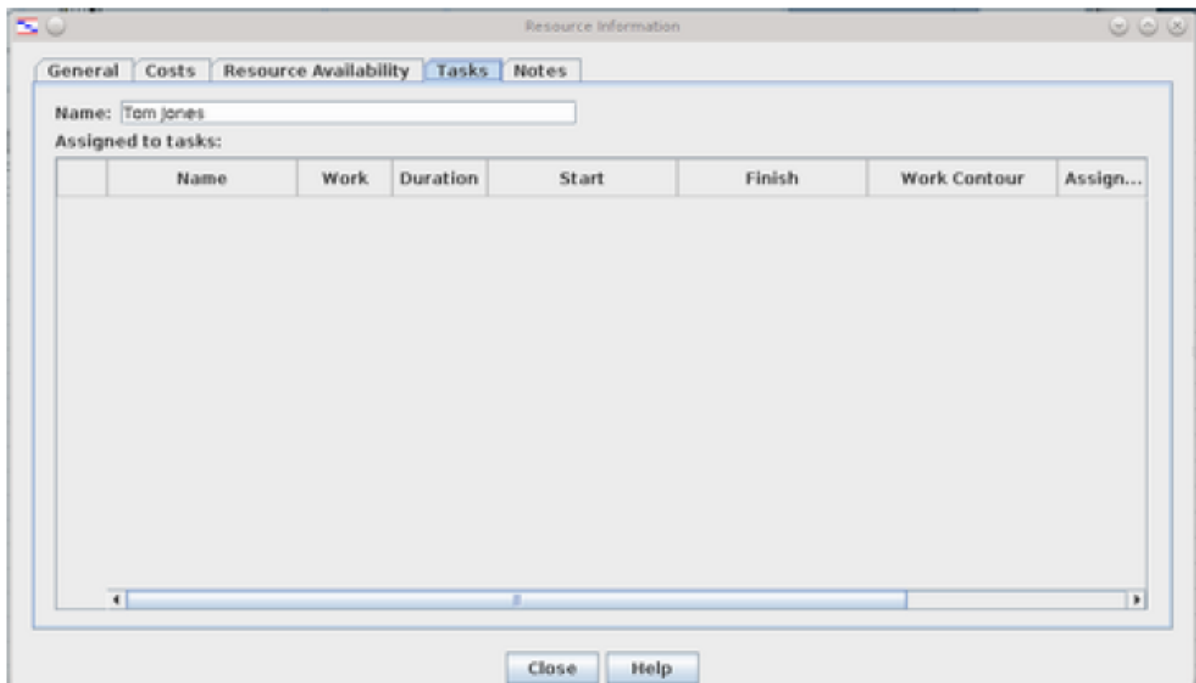 Resource Information
General Costs Resource Availability Tasks Notes
Name: Tom Jones
Assigned to tasks:
Name Work Duration Start Finish Work Contour Assign...
Close Help